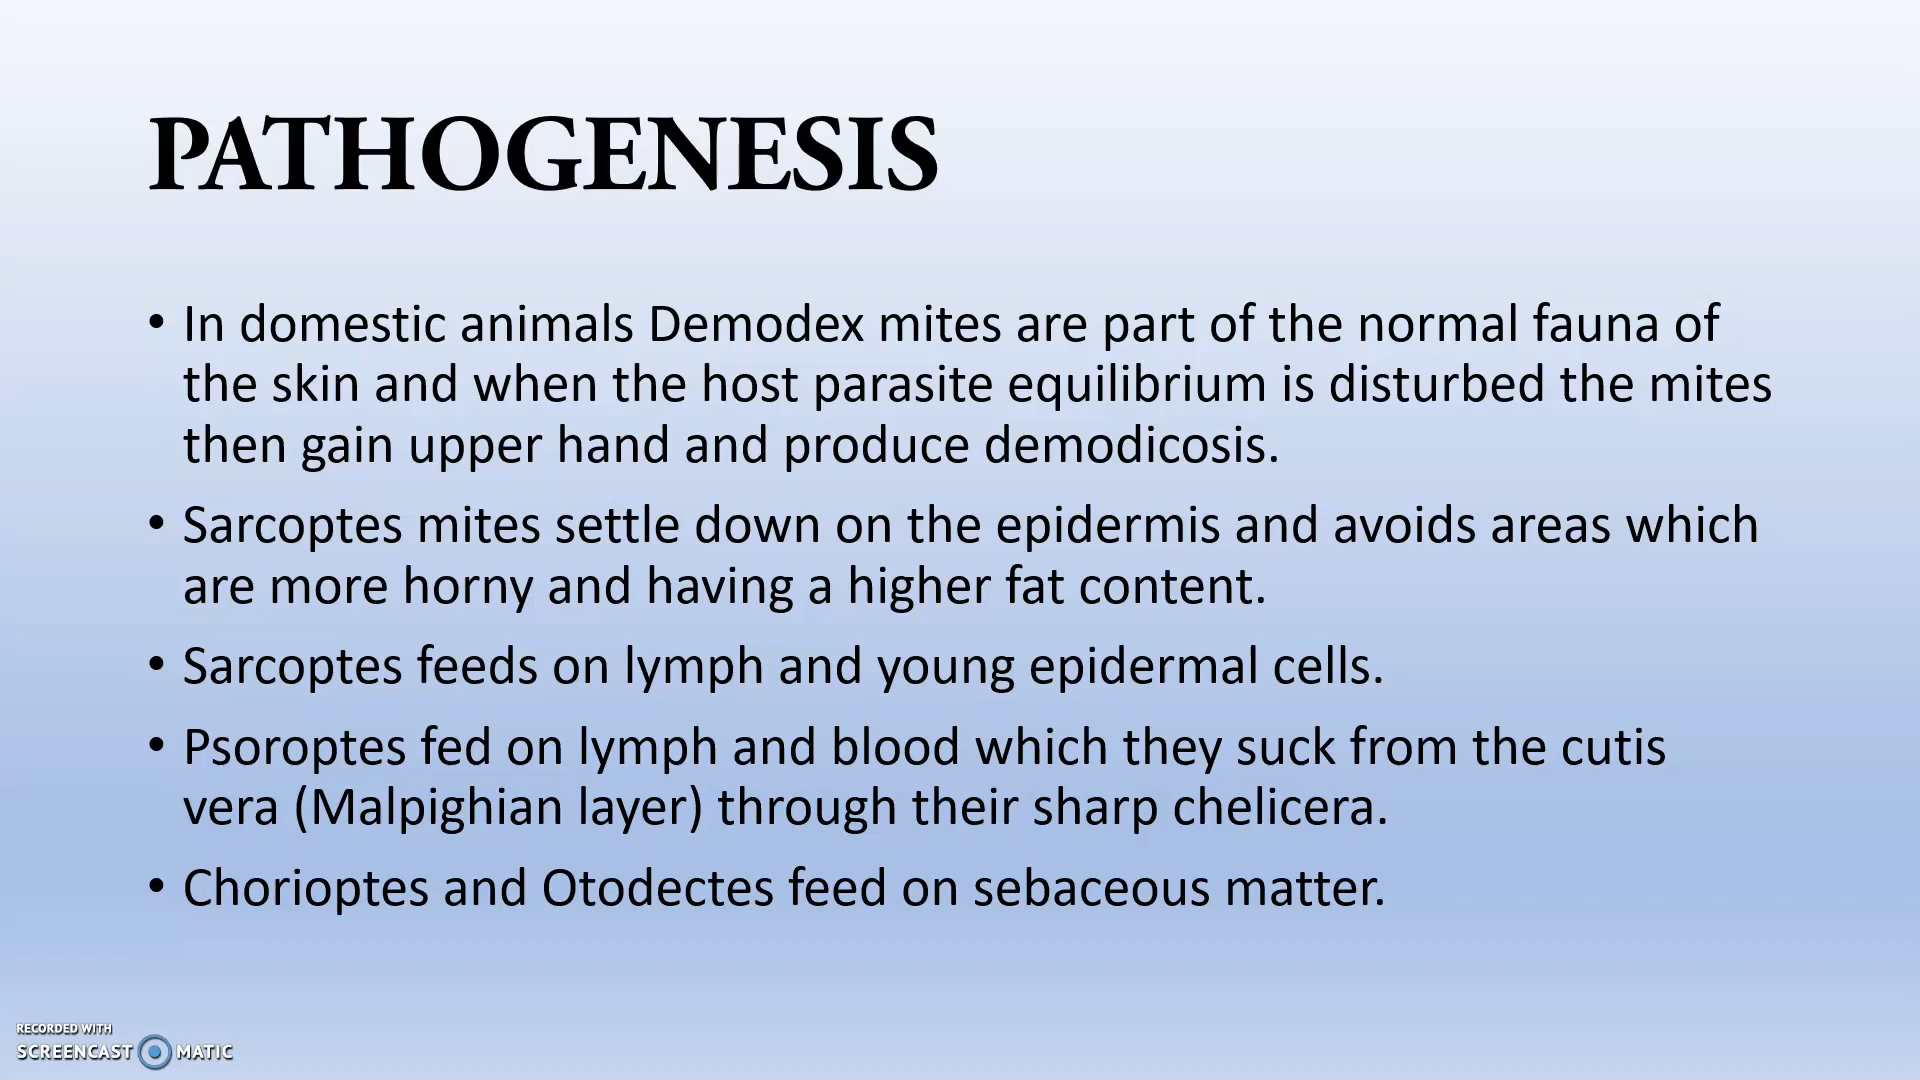 PATHOGENESIS
• In domestic animals Demodex mites are part of the normal fauna of
the skin and when the host parasite equilibrium is disturbed the mites
then gain upper hand and produce demodicosis.
• Sarcoptes mites settle down on the epidermis and avoids areas which
are more horny and having a higher fat content.
• Sarcoptes feeds on lymph and young epidermal cells.
• Psoroptes fed on lymph and blood which they suck from the cutis
vera (Malpighian layer) through their sharp chelicera.
• Chorioptes and Otodectes feed on sebaceous matter.
RECORDED WITH
SCREENCAST MATIC